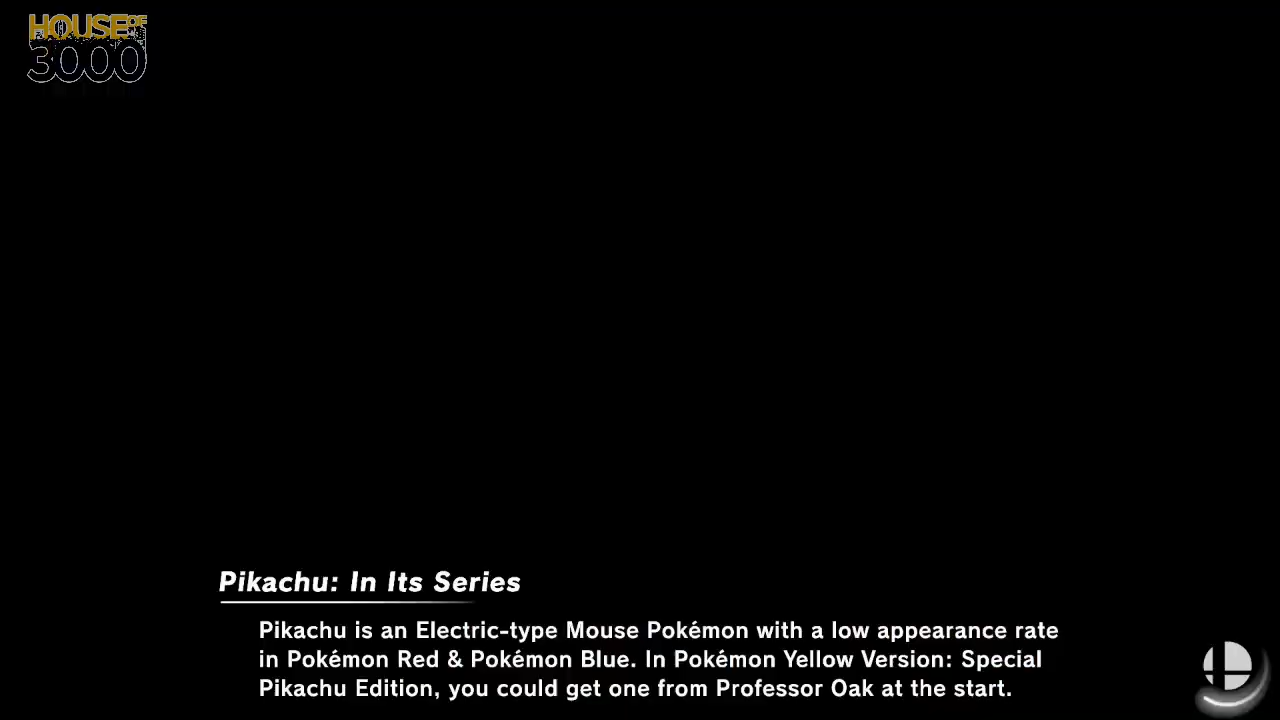 HOUSE OF
3000
Pikachu: In Its Series
Pikachu is an Electric-type Mouse Pokémon with a low appearance rate
in Pokémon Red & Pokémon Blue. In Pokémon Yellow Version: Special
Pikachu Edition, you could get one from Professor Oak at the start.